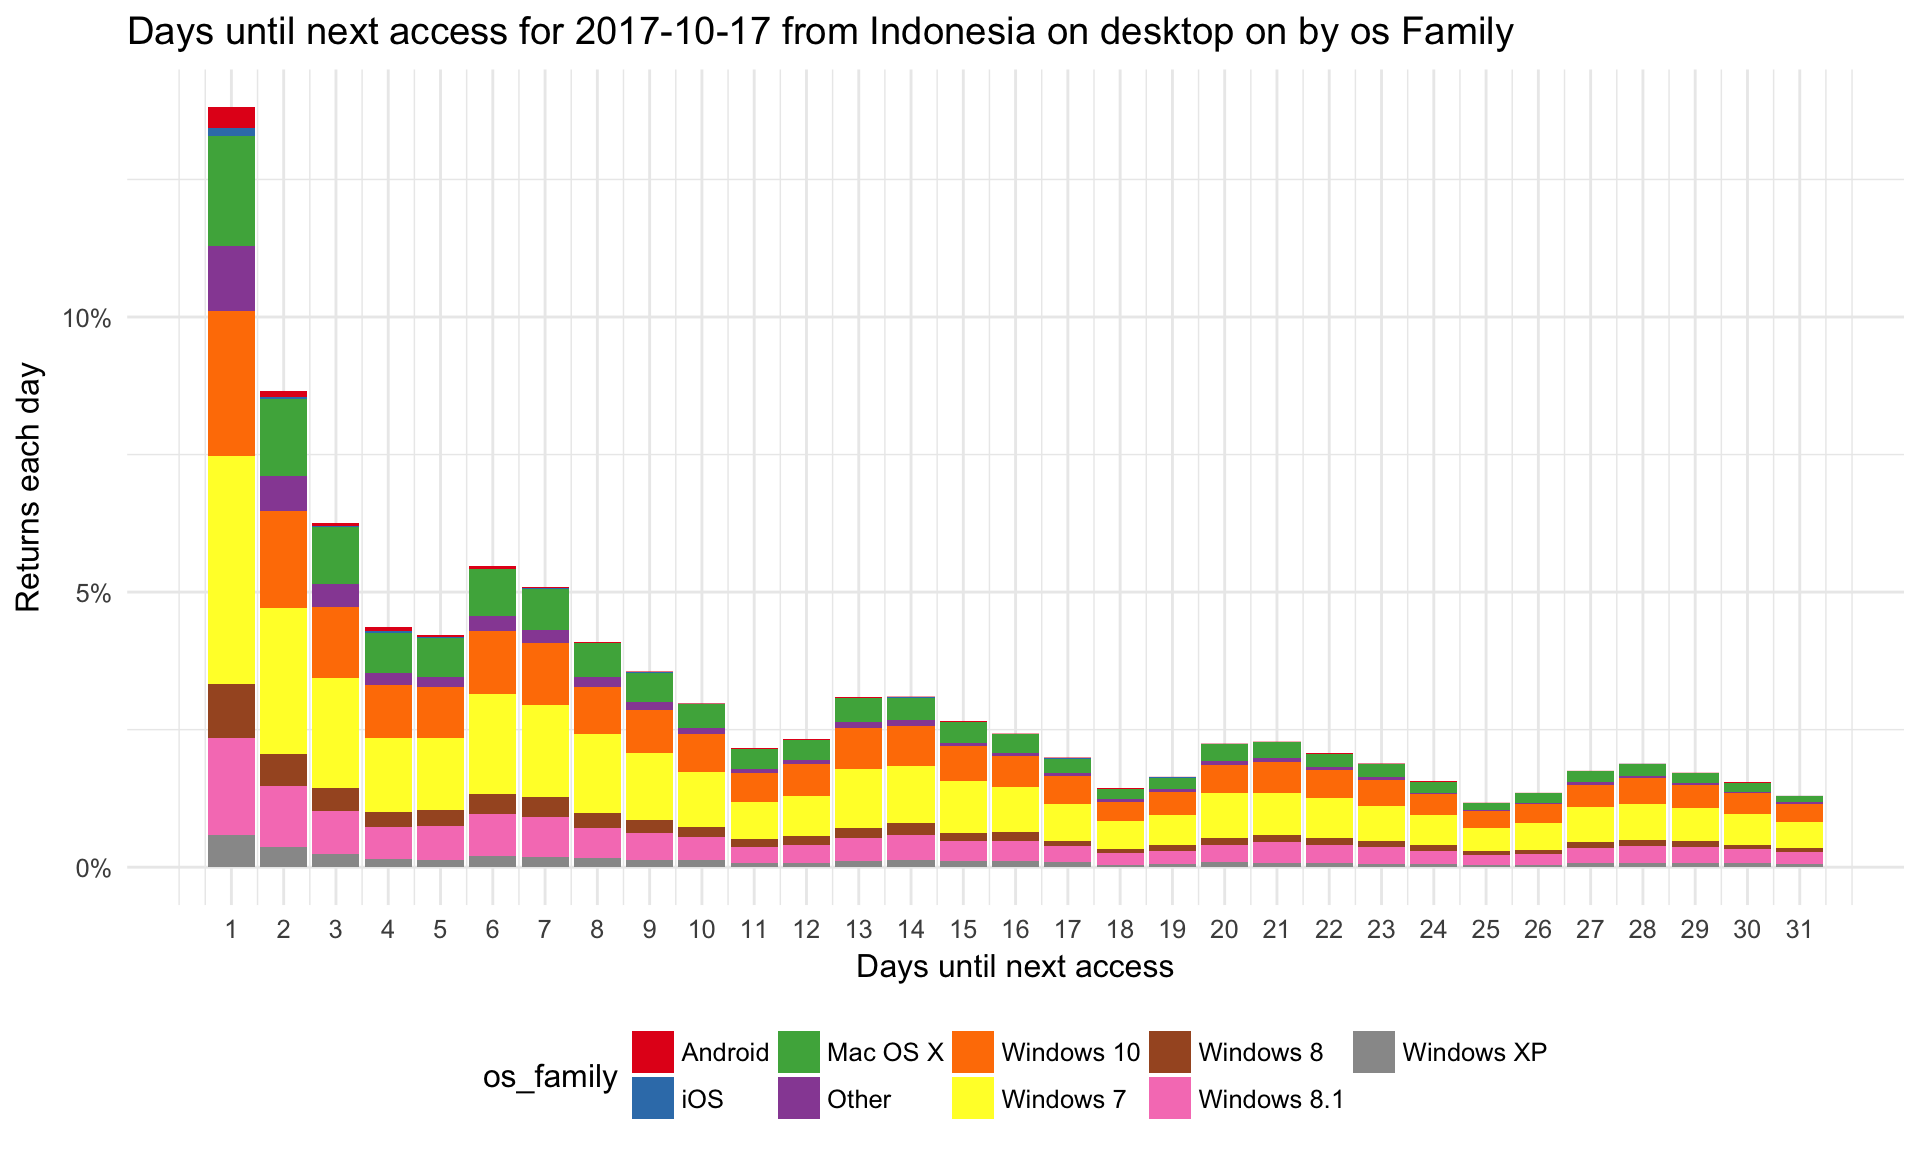 Days until next access for 2017-10-17 from Indonesia on desktop on by os Family
Returns each day
10%
5%
0%
1 2 3 4 5 6 7 8 9 10 11 12 13 14 15 16 17 18 19 20 21 22 23 24 25 26 27 28 29 30 31
Days until next access
os_family
Android Mac OS X Windows 10 Windows 8 Windows XP
iOS Other Windows 7 Windows 8.1